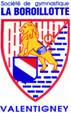 Société de gymnastique
LA BOROILLOTTE
VALENTIGNEY